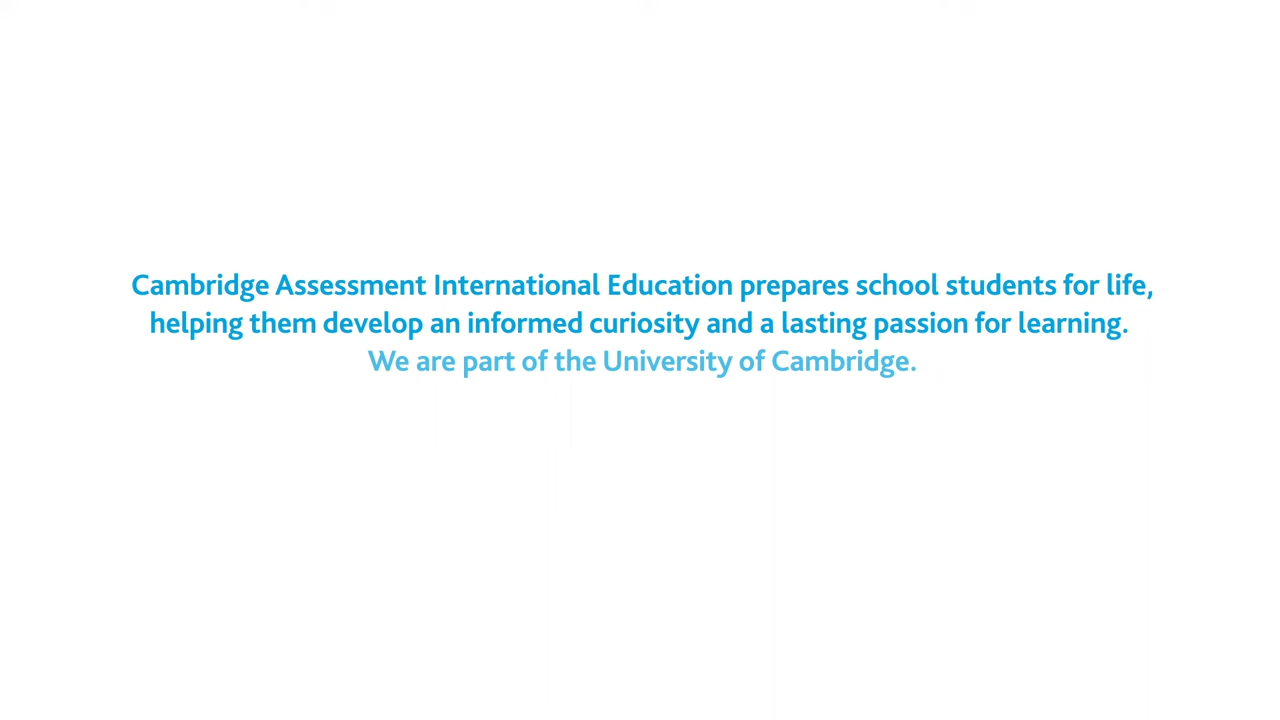 Cambridge Assessment International Education prepares school students for life,
helping them develop an informed curiosity and a lasting passion for learning.
We are part of the University of Cambridge.